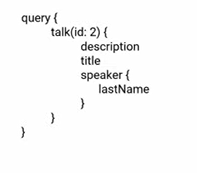 query {
talk(id: 2) {
description
title
speaker {
lastName
}
}
}